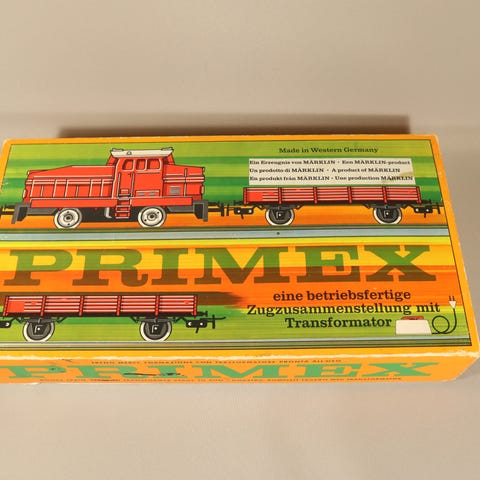 Made in Western Germany
Ein Erzeugnis von MÄRKLIN · Een MÄRKLIN-product
Un prodotto di MÄRKLIN · A product of MÄRKLIN
En produkt från MÄRKLIN · Une production MÄRKLIN
PRIMEX
eine betriebsfertige
Zugzusammenstellung mit
Transformator
PRIMEX